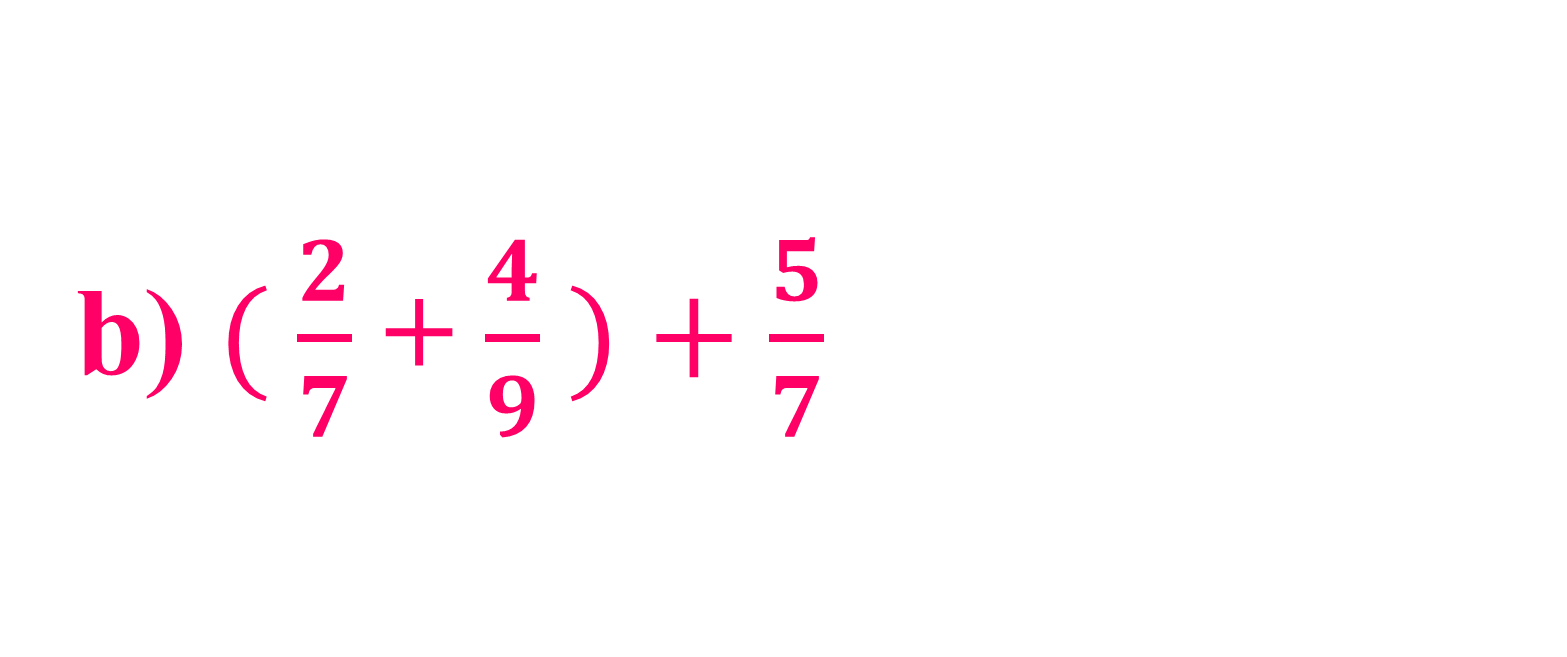 b) ( 2/7 + 4/9 ) + 5/7